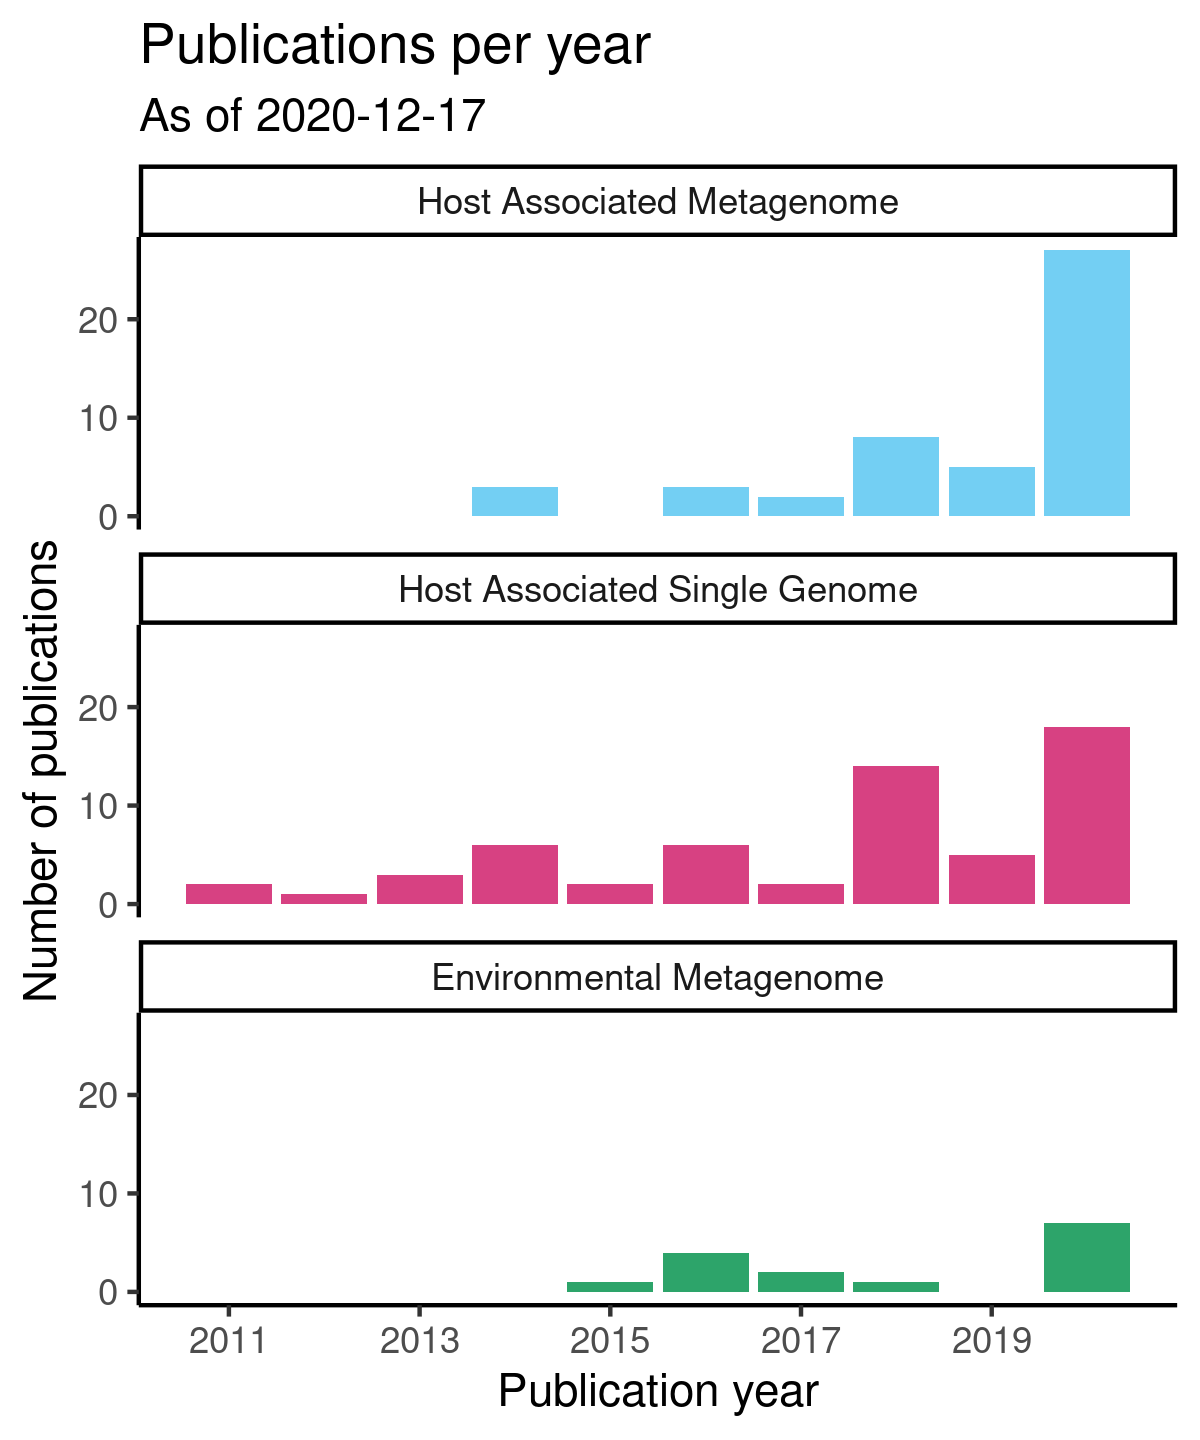 Publications per year
As of 2020-12-17
Host Associated Metagenome
20
10
0
Host Associated Single Genome
20
10
0
Number of publications
Environmental Metagenome
20
10
0
2011 2013 2015 2017 2019
Publication year